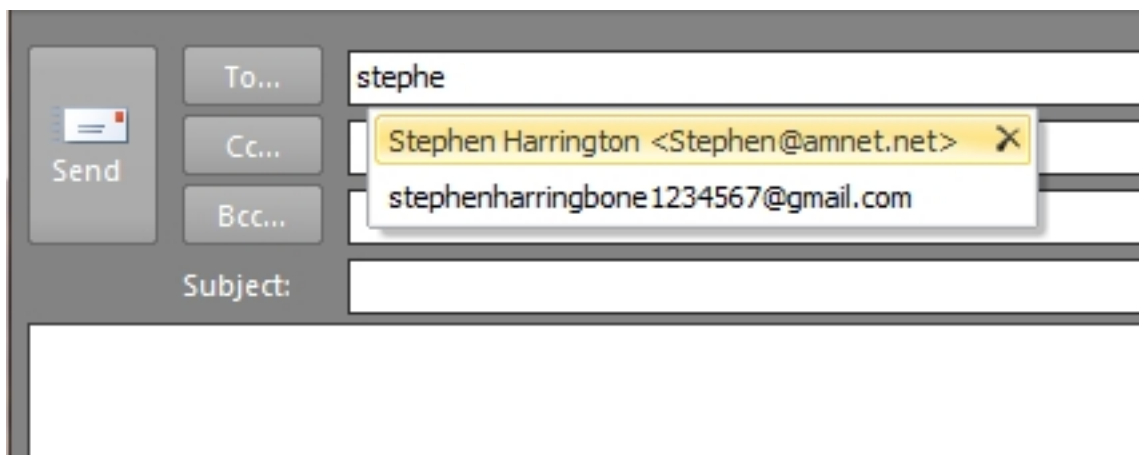 To...
stephe
Send
Cc...
Stephen Harrington <Stephen@amnet.net>
stephenharringbone1234567@gmail.com
Bcc...
Subject: